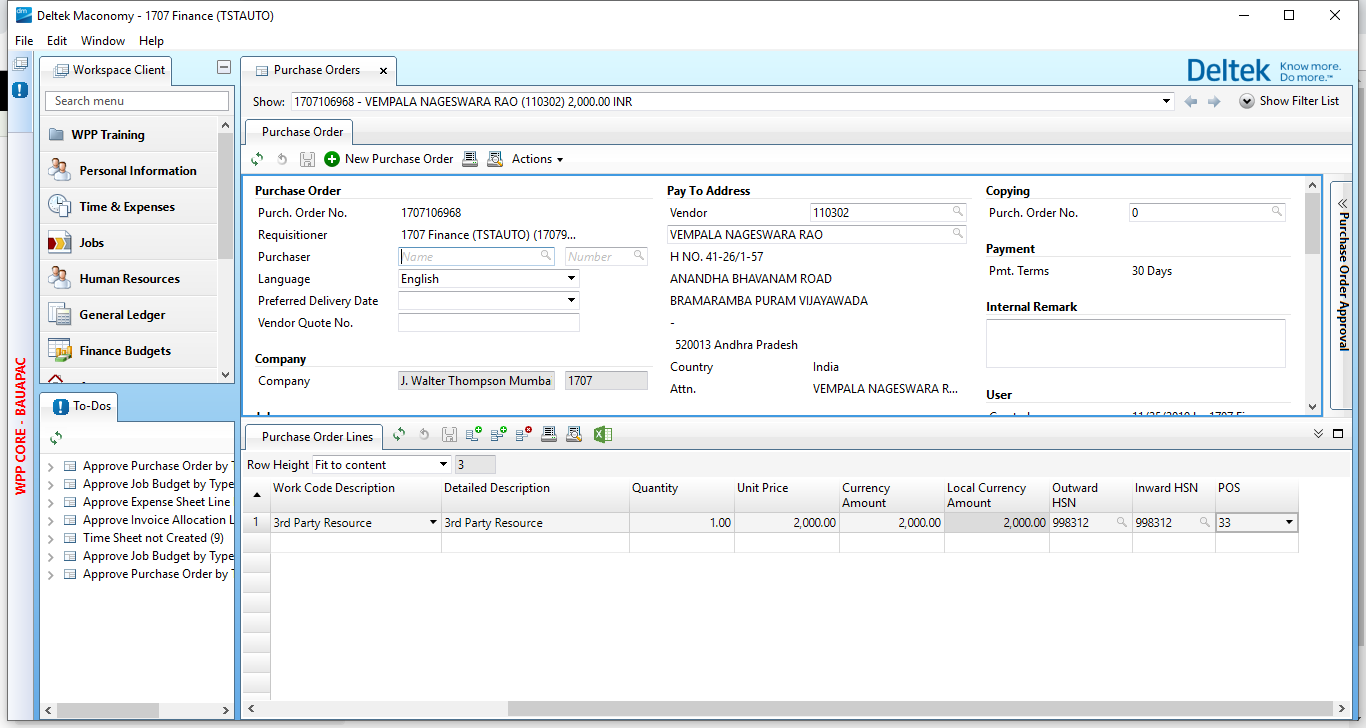 Deltek Maconomy - 1707 Finance (TSTAUTO)
File Edit Window Help
Workspace Client
Search menu
WPP Training
Personal Information
Time & Expenses
Jobs
Human Resources
General Ledger
Finance Budgets
WPP CORE - BAUAPAC
To-Dos
Approve Purchase Order by T
Approve Job Budget by Type
Approve Expense Sheet Line
Approve Invoice Allocation L
Time Sheet not Created (9)
Approve Job Budget by Type
Approve Purchase Order by T
Purchase Orders
Deltek Know more.
Do more.™
Show: 1707106968 - VEMPALA NAGESWARA RAO (110302) 2,000.00 INR
Show Filter List
Purchase Order
New Purchase Order Actions
Purchase Order
Purch. Order No. 1707106968
Requisitioner 1707 Finance (TSTAUTO) (17079...
Purchaser Name Number
Language English
Preferred Delivery Date
Vendor Quote No.
Company
Company J. Walter Thompson Mumba 1707
Pay To Address
Vendor 110302
VEMPALA NAGESWARA RAO
H NO. 41-26/1-57
ANANDHA BHAVANAM ROAD
BRAMARAMBA PURAM VIJAYAWADA
-
520013 Andhra Pradesh
Country India
Attn. VEMPALA NAGESWARA R...
Copying
Purch. Order No. 0
Payment
Pmt. Terms 30 Days
Internal Remark
User
Purchase Order Approval
Purchase Order Lines
Row Height Fit to content 3
Work Code Description Detailed Description Quantity Unit Price Currency Amount Local Currency Amount Outward HSN Inward HSN POS
1 3rd Party Resource 3rd Party Resource 1.00 2,000.00 2,000.00 2,000.00 998312 998312 33